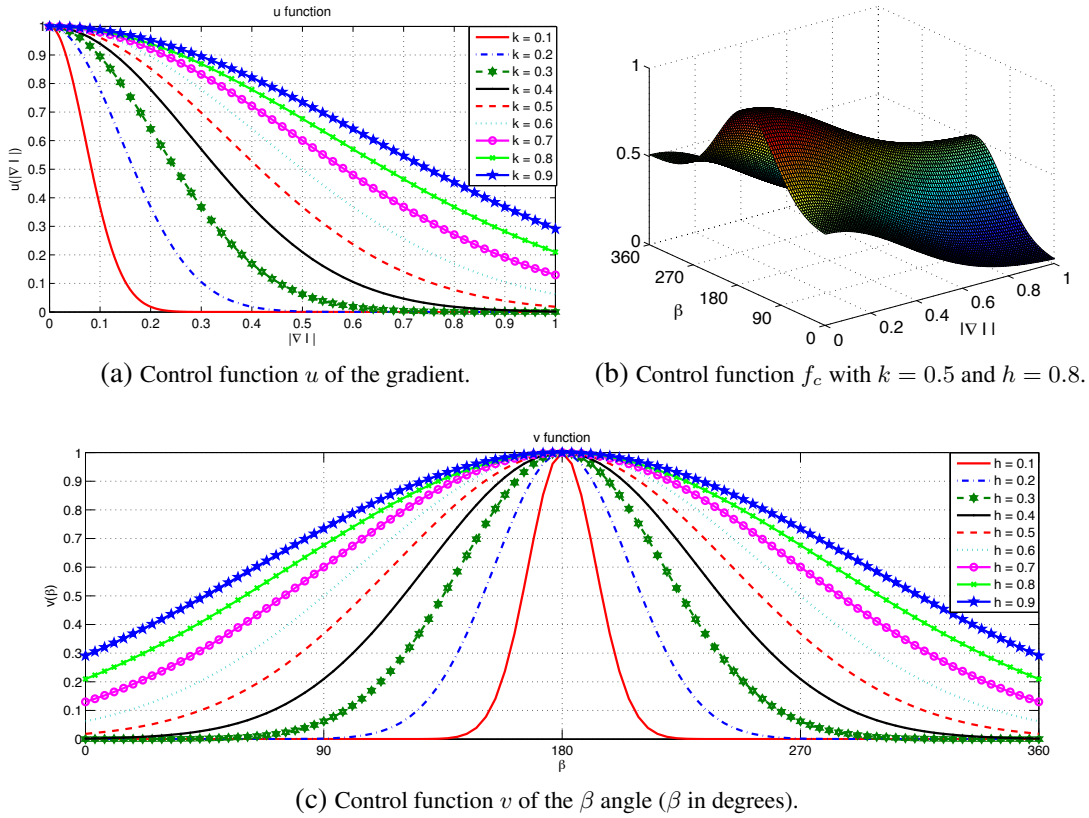 u function
1
0.9
0.8
0.7
0.6
0.5
0.4
0.3
0.2
0.1
0
u(|∇ I |)
0 0.1 0.2 0.3 0.4 0.5 0.6 0.7 0.8 0.9 1
|∇ I |
k = 0.1
k = 0.2
k = 0.3
k = 0.4
k = 0.5
k = 0.6
k = 0.7
k = 0.8
k = 0.9
(a) Control function u of the gradient.
1
0.5
0
360
270
180
90
0
β
0
0.2
0.4
0.6
0.8
1
|∇ I |
(b) Control function f_c with k = 0.5 and h = 0.8.
v function
1
0.9
0.8
0.7
0.6
0.5
0.4
0.3
0.2
0.1
0
v(β)
0 90 180 270 360
β
h = 0.1
h = 0.2
h = 0.3
h = 0.4
h = 0.5
h = 0.6
h = 0.7
h = 0.8
h = 0.9
(c) Control function v of the β angle (β in degrees).